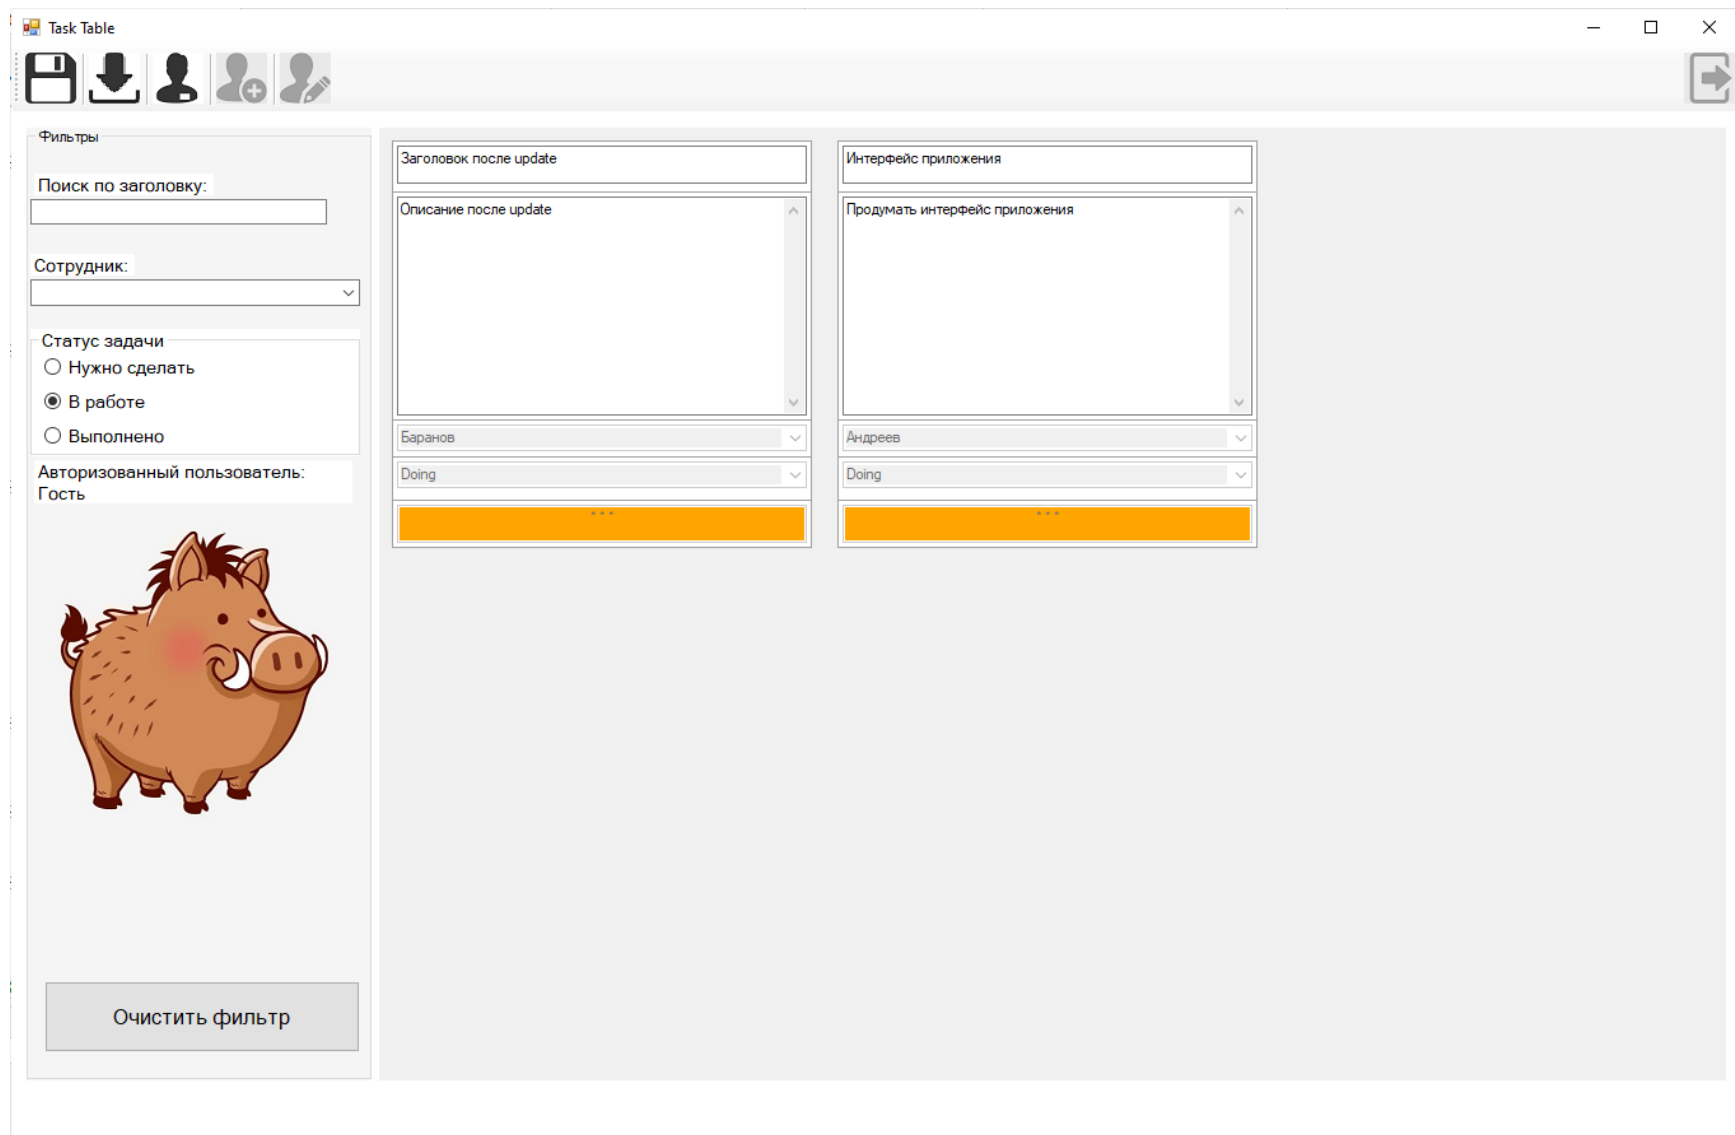 Task Table
Фильтры
Поиск по заголовку:
Сотрудник:
Статус задачи
Нужно сделать
В работе
Выполнено
Авторизованный пользователь:
Гость
Очистить фильтр
Заголовок после update
Описание после update
Баранов
Doing
...
Интерфейс приложения
Продумать интерфейс приложения
Андреев
Doing
...